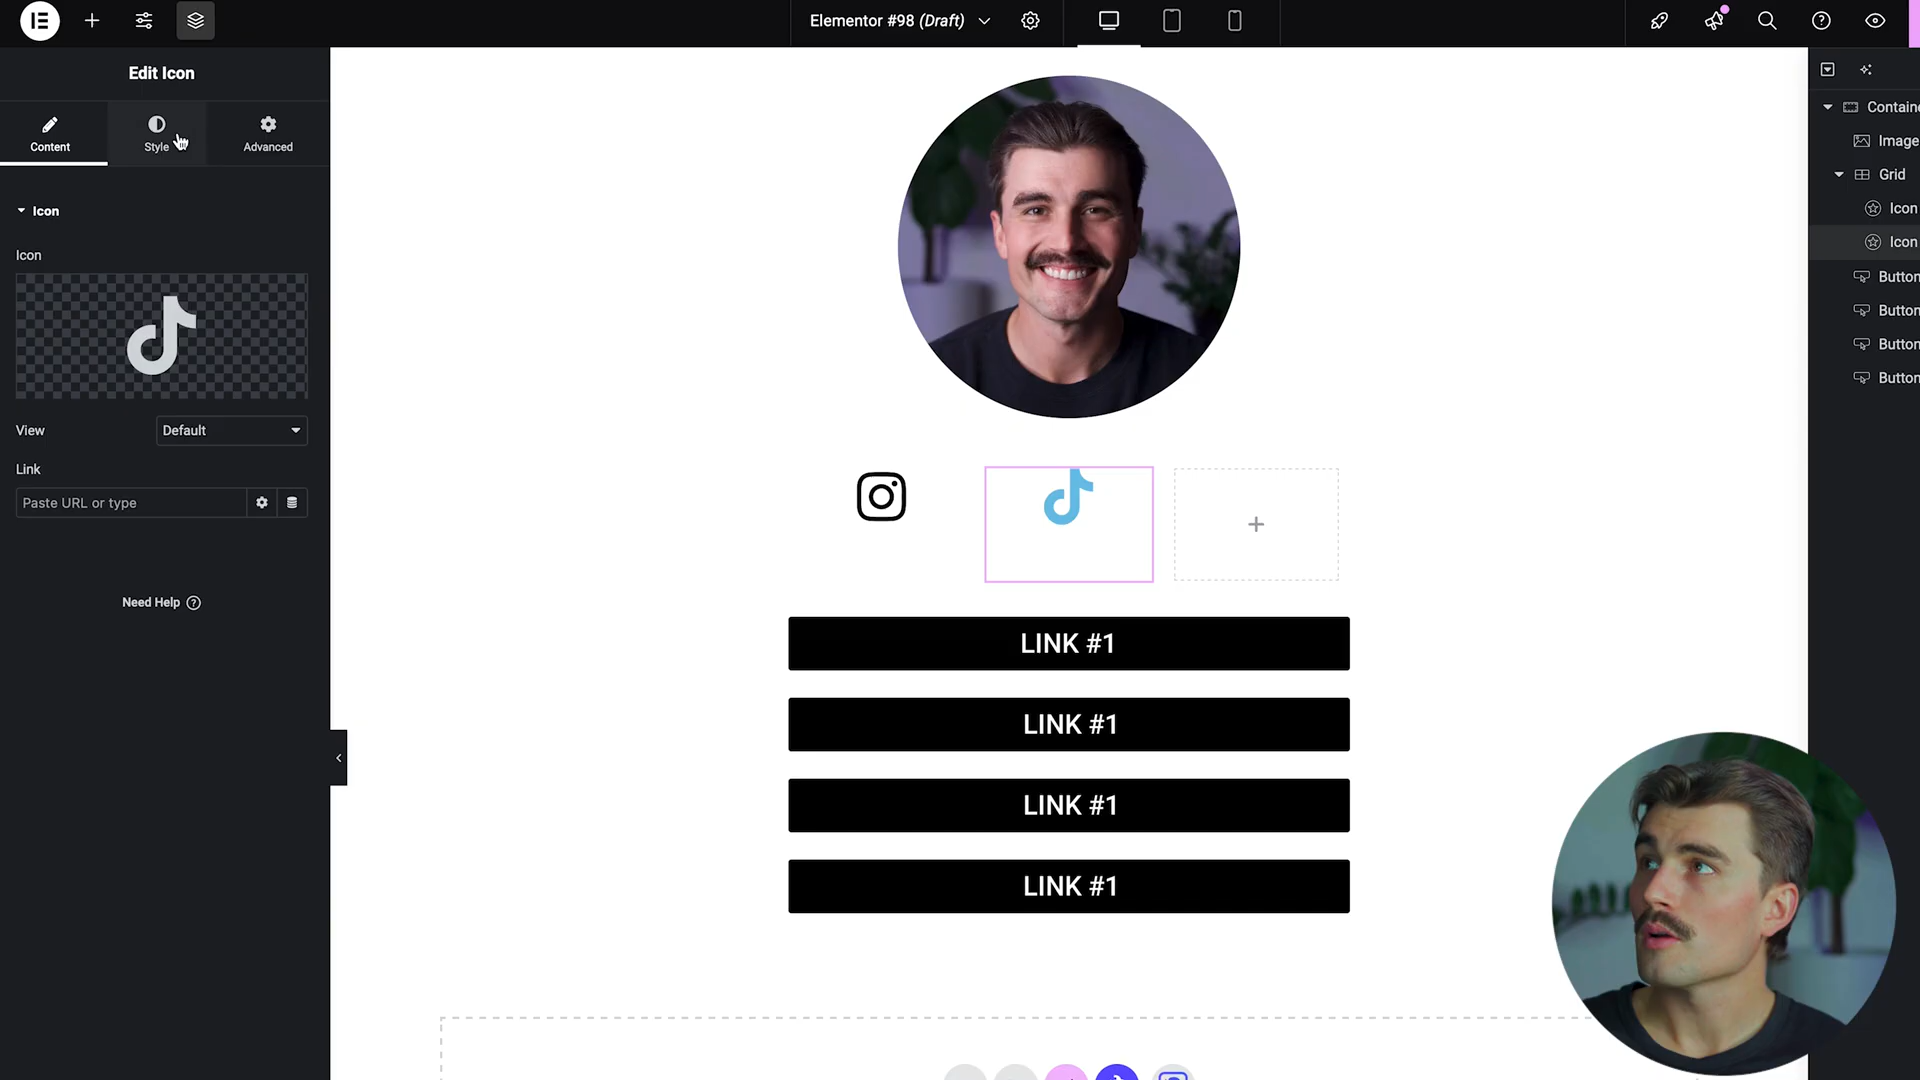 Elementor #98 (Draft)
Edit Icon
Content
Style
Advanced
Icon
Icon
View
Default
Link
Paste URL or type
Need Help
LINK #1
LINK #1
LINK #1
LINK #1
Containe
Image
Grid
Icon
Icon
Button
Button
Button
Button